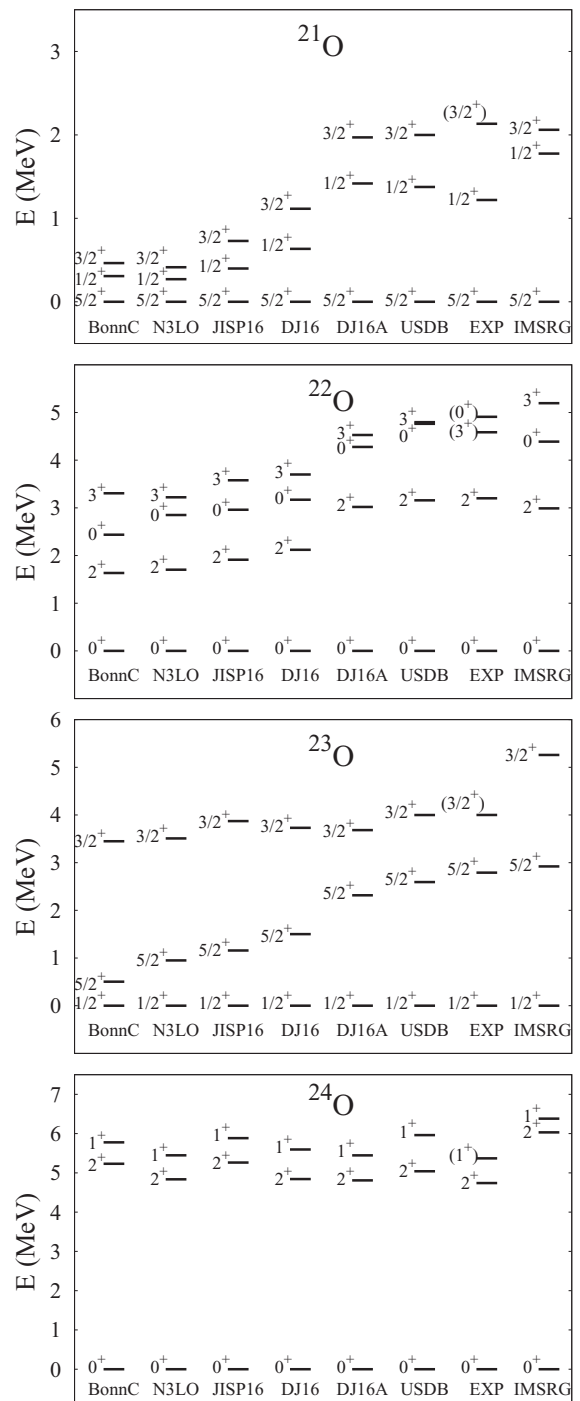 21O
E (MeV)
3
2
1
0
3/2+ 3/2+ 3/2+ 3/2+ 3/2+ 3/2+ (3/2+) 3/2+
1/2+ 1/2+ 1/2+ 1/2+ 1/2+ 1/2+ 1/2+ 1/2+
5/2+ 5/2+ 5/2+ 5/2+ 5/2+ 5/2+ 5/2+ 5/2+
BonnC N3LO JISP16 DJ16 DJ16A USDB EXP IMSRG
22O
E (MeV)
5
4
3
2
1
0
3+ 3+ 3+ 3+ 3+ 3+ (0+) 3+
0+ 0+ 0+ 0+ 0+ 0+ (3+) 0+
2+ 2+ 2+ 2+ 2+ 2+ 2+ 2+
0+ 0+ 0+ 0+ 0+ 0+ 0+ 0+
BonnC N3LO JISP16 DJ16 DJ16A USDB EXP IMSRG
23O
E (MeV)
6
5
4
3
2
1
0
3/2+ 3/2+ 3/2+ 3/2+ 3/2+ 3/2+ (3/2+) 3/2+
5/2+ 5/2+ 5/2+ 5/2+ 5/2+ 5/2+ 5/2+ 5/2+
1/2+ 1/2+ 1/2+ 1/2+ 1/2+ 1/2+ 1/2+ 1/2+
BonnC N3LO JISP16 DJ16 DJ16A USDB EXP IMSRG
24O
E (MeV)
7
6
5
4
3
2
1
0
1+ 1+ 1+ 1+ 1+ 1+ (1+) 1+
2+ 2+ 2+ 2+ 2+ 2+ 2+ 2+
0+ 0+ 0+ 0+ 0+ 0+ 0+ 0+
BonnC N3LO JISP16 DJ16 DJ16A USDB EXP IMSRG